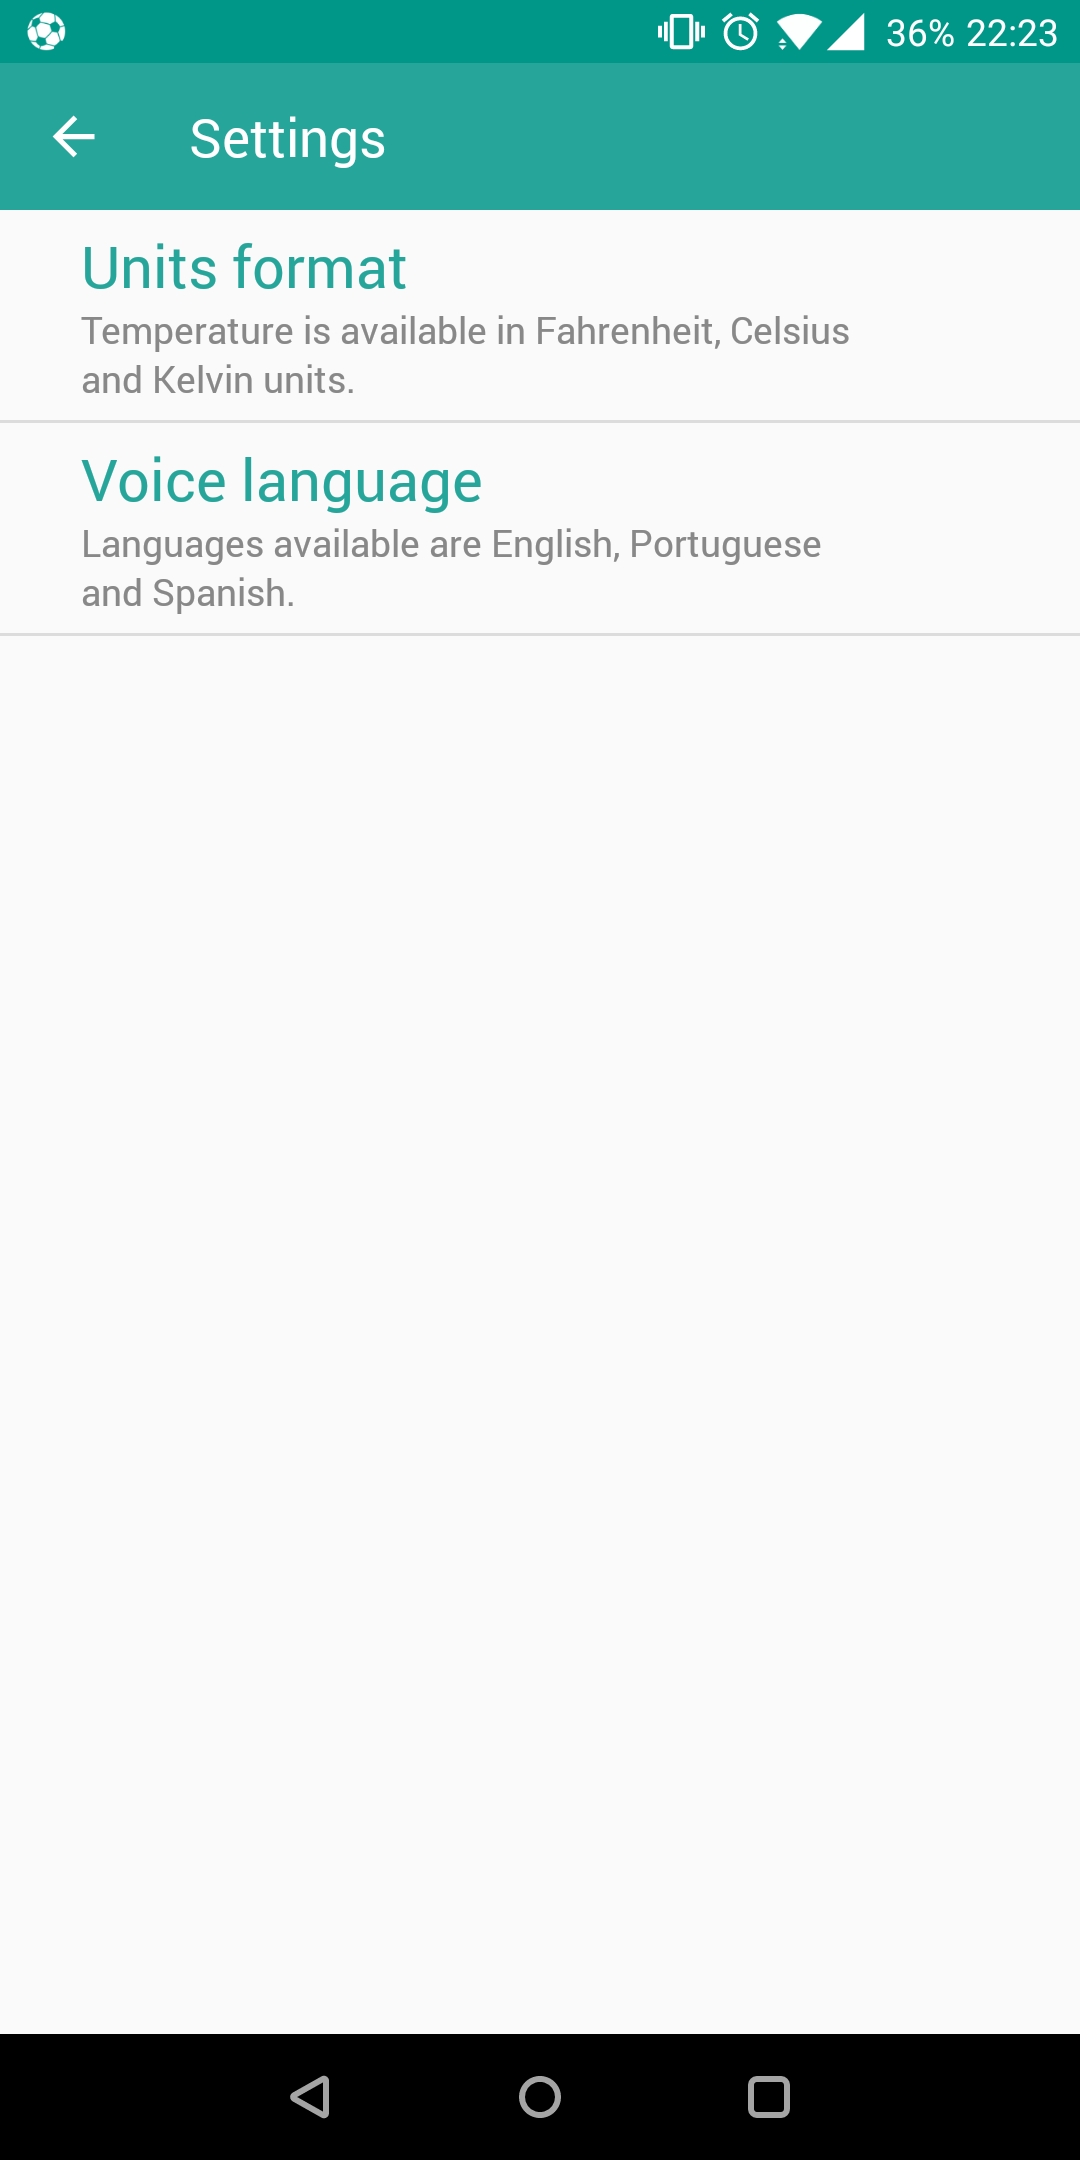 36% 22:23
Settings
Units format
Temperature is available in Fahrenheit, Celsius
and Kelvin units.
Voice language
Languages available are English, Portuguese
and Spanish.